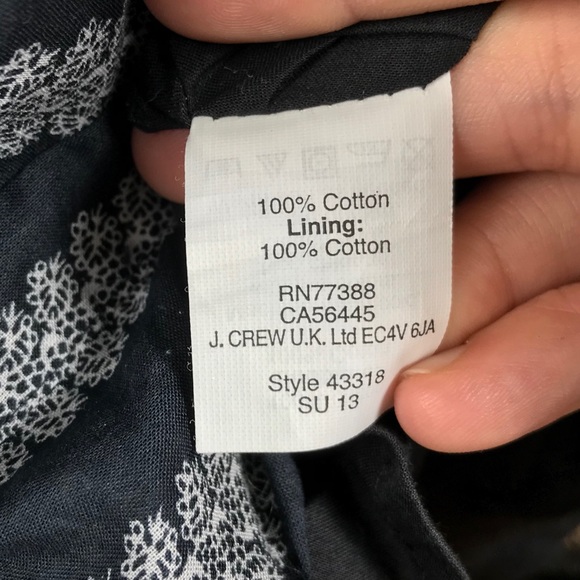 100% Cotton
Lining:
100% Cotton
RN77388
CA56445
J. CREW U.K. Ltd EC4V 6JA
Style 43318
SU 13